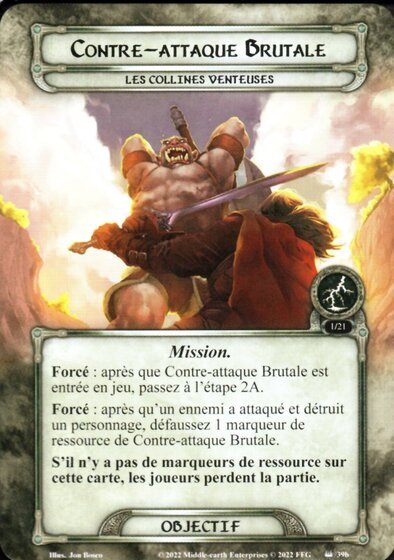 Contre-attaque Brutale
Les Collines Venteuses
1/21
Mission.
Forcé : après que Contre-attaque Brutale est
entrée en jeu, passez à l'étape 2A.
Forcé : après qu'un ennemi a attaqué et détruit
un personnage, défaussez 1 marqueur de
ressource de Contre-attaque Brutale.
S'il n'y a pas de marqueurs de ressource sur
cette carte, les joueurs perdent la partie.
Objectif
Illus. Jon Bosco
©2022 Middle-earth Enterprises © 2022 FFG
396